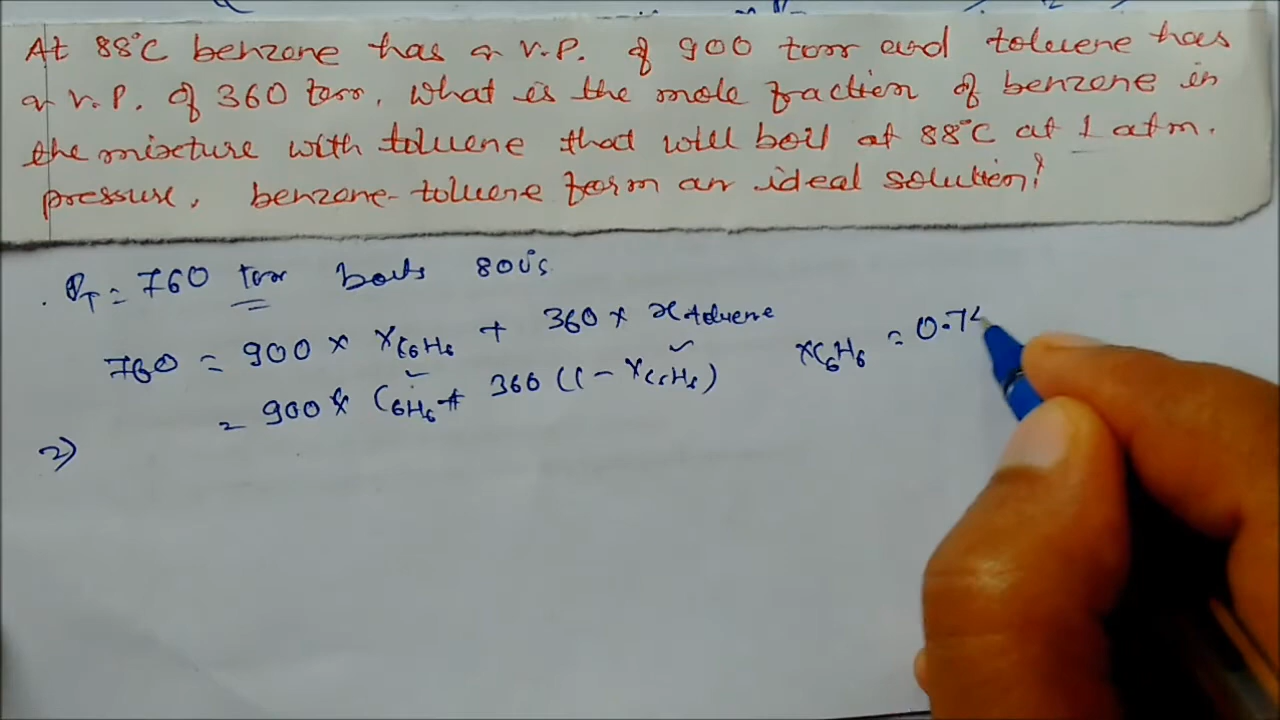 At 88°C benzene has a V.P. of 900 torr and toluene has
a V.P. of 360 torr. What is the mole fraction of benzene in
the mixture with toluene that will boil at 88°C at 1 atm.
pressure, benzene-toluene form an ideal solution?
P_T = 760 torr boils
760 = 900 × x_C6H6 + 360 × x toluene
= 900 × C6H6 + 360 (1 - x_C6H6)
x_C6H6 = 0.74
2)